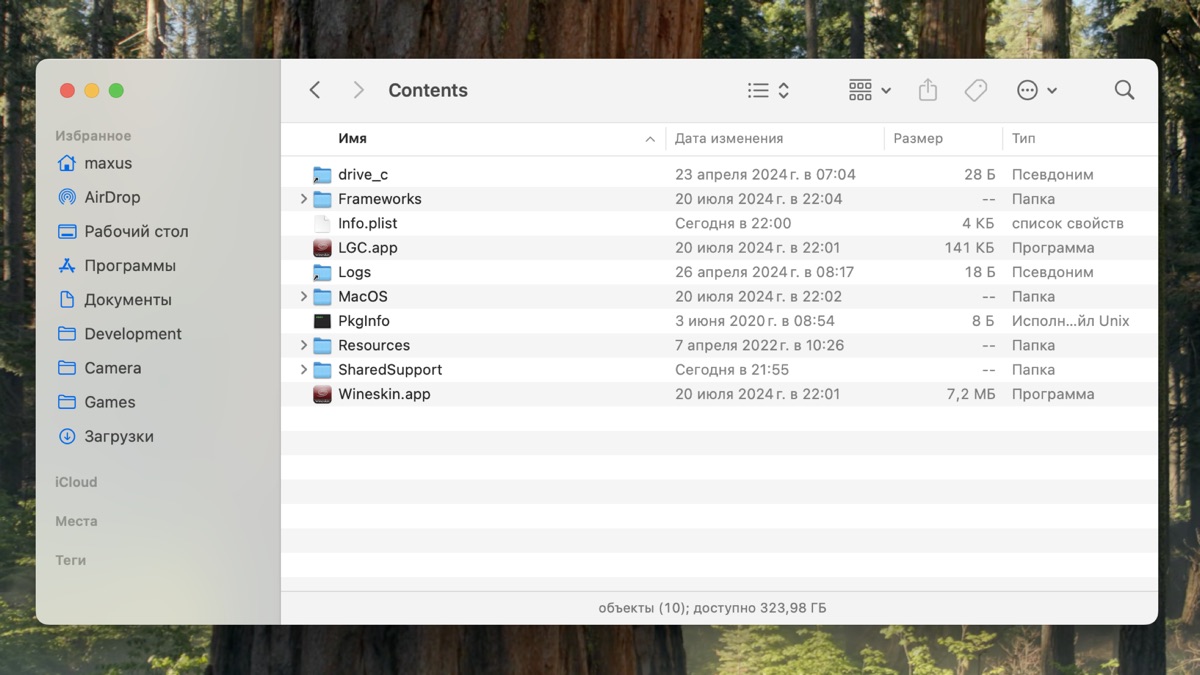 Contents
Избранное
maxus
AirDrop
Рабочий стол
Программы
Документы
Development
Camera
Games
Загрузки
iCloud
Места
Теги
Имя Дата изменения Размер Тип
drive_c 23 апреля 2024 г. в 07:04 28 Б Псевдоним
Frameworks 20 июля 2024 г. в 22:04 -- Папка
Info.plist Сегодня в 22:00 4 КБ список свойств
LGC.app 20 июля 2024 г. в 22:01 141 КБ Программа
Logs 26 апреля 2024 г. в 08:17 18 Б Псевдоним
MacOS 20 июля 2024 г. в 22:02 -- Папка
PkgInfo 3 июня 2020 г. в 08:54 8 Б Исполн...йл Unix
Resources 7 апреля 2022 г. в 10:26 -- Папка
SharedSupport Сегодня в 21:55 -- Папка
Wineskin.app 20 июля 2024 г. в 22:01 7,2 МБ Программа
объекты (10); доступно 323,98 ГБ